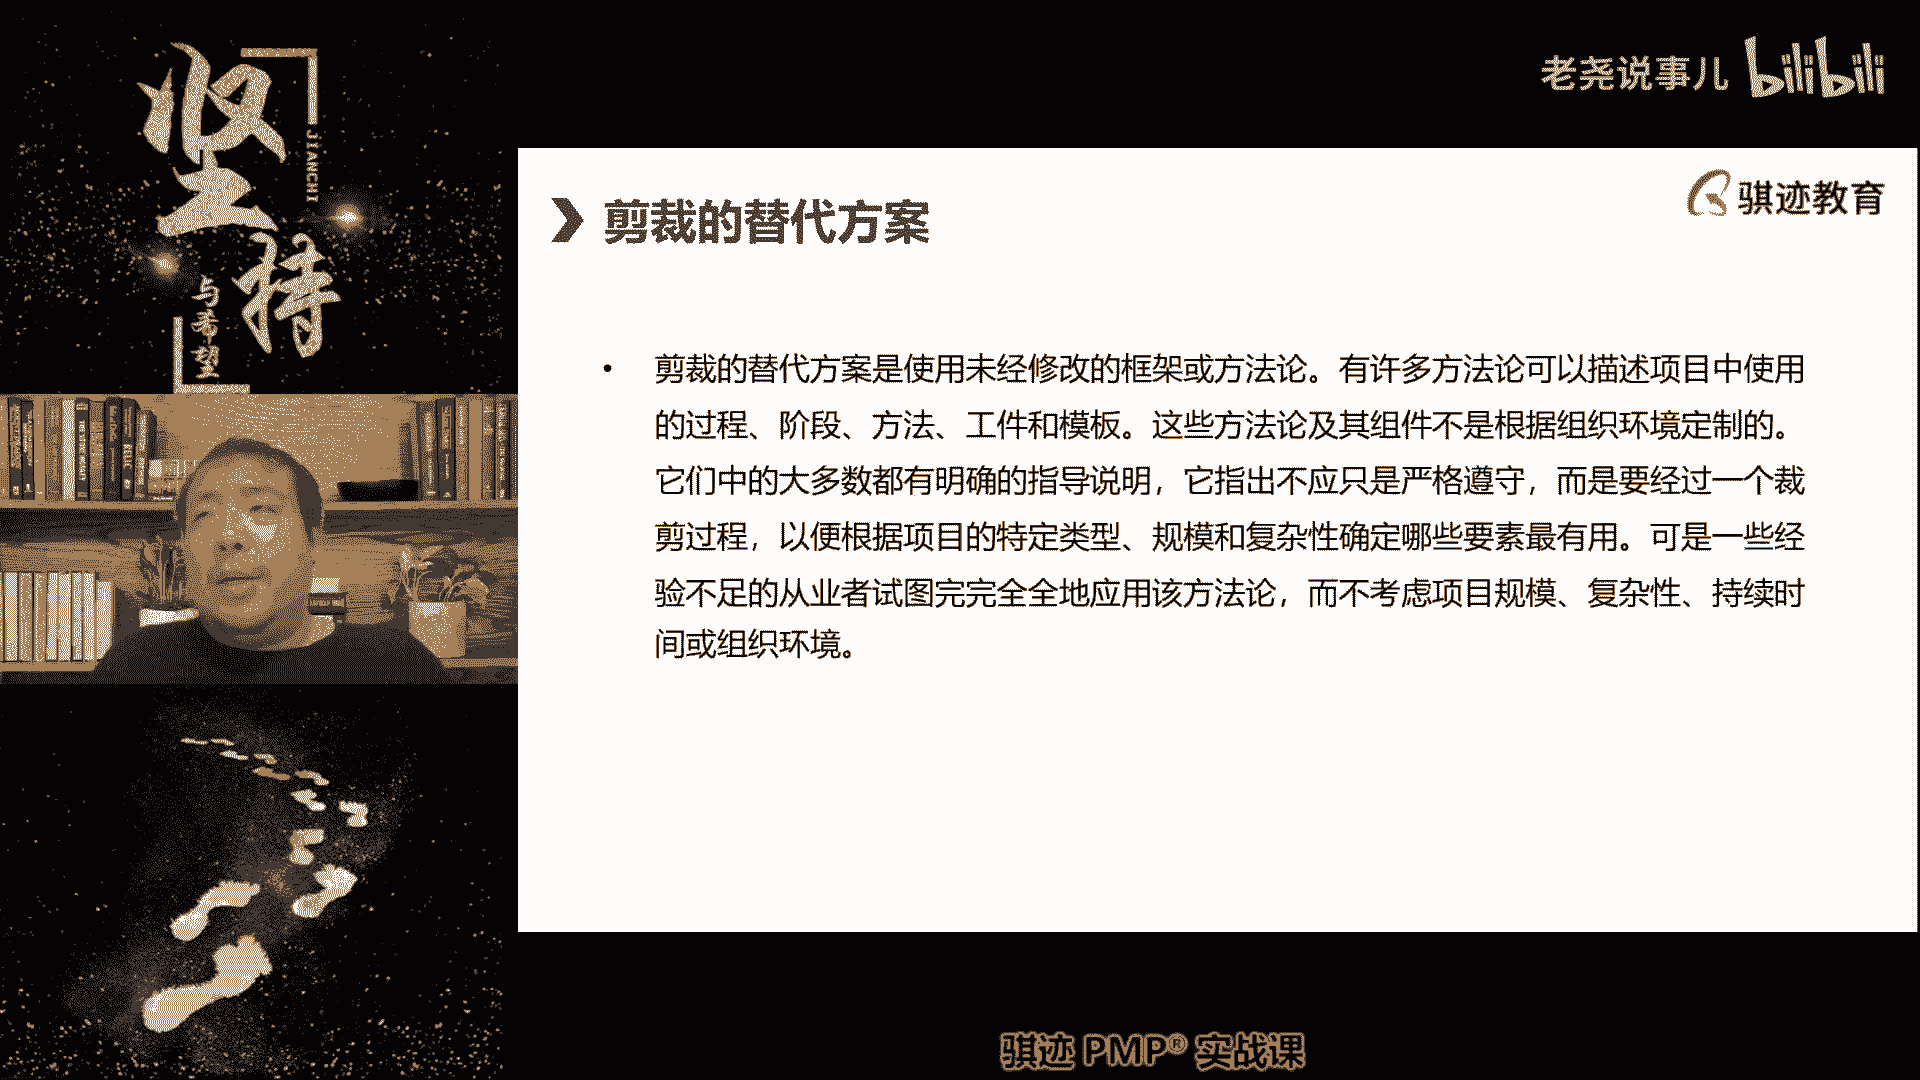 坚持
JIANCHI
与希望
老尧说事儿 bilibili
骐迹教育
剪裁的替代方案
• 剪裁的替代方案是使用未经修改的框架或方法论。有许多方法论可以描述项目中使用
的过程、阶段、方法、工件和模板。这些方法论及其组件不是根据组织环境定制的。
它们中的大多数都有明确的指导说明，它指出不应只是严格遵守，而是要经过一个裁
剪过程，以便根据项目的特定类型、规模和复杂性确定哪些要素最有用。可是一些经
验不足的从业者试图完完全全地应用该方法论，而不考虑项目规模、复杂性、持续时
间或组织环境。
骐迹 PMP® 实战课